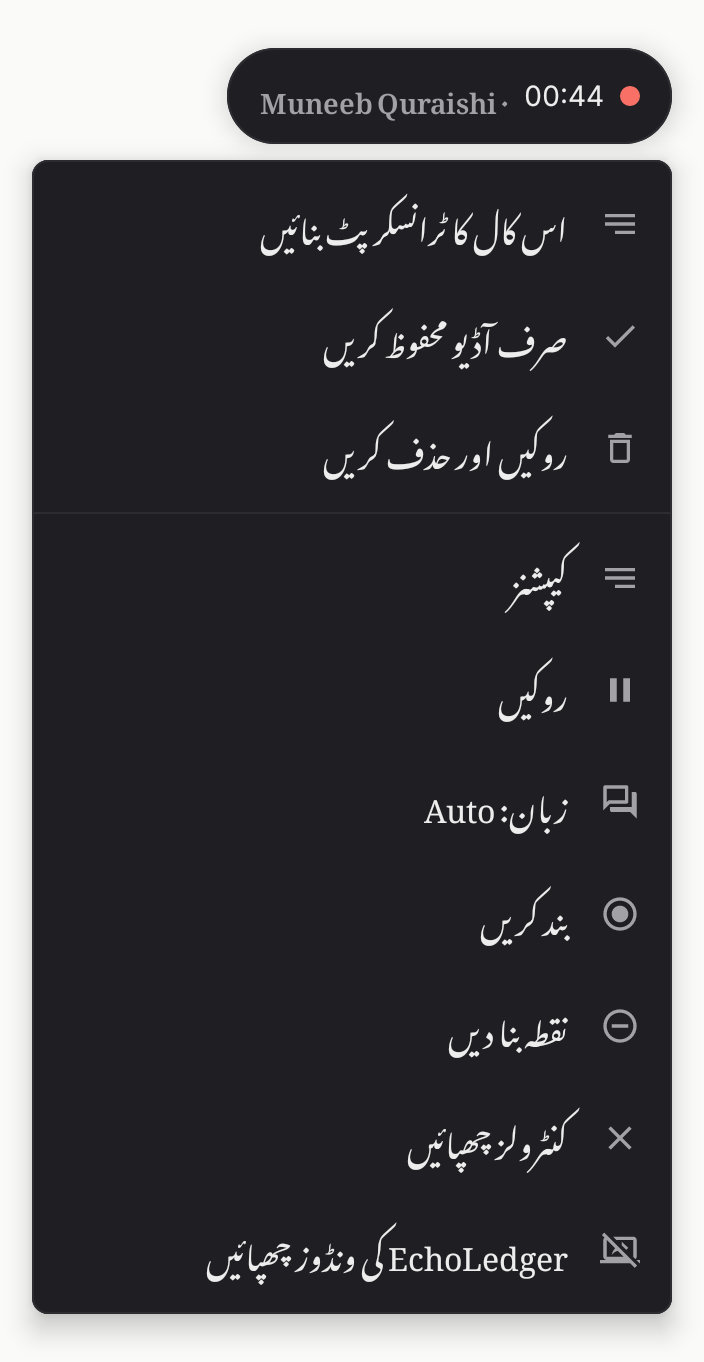 00:44 · Muneeb Quraishi
اس کال کا ٹرانسکرپٹ بنائیں
صرف آڈیو محفوظ کریں
روکیں اور حذف کریں
کیپشنز
روکیں
زبان: Auto
بند کریں
نقطہ بنا دیں
کنٹرولز چھپائیں
EchoLedger کی ونڈوز چھپائیں